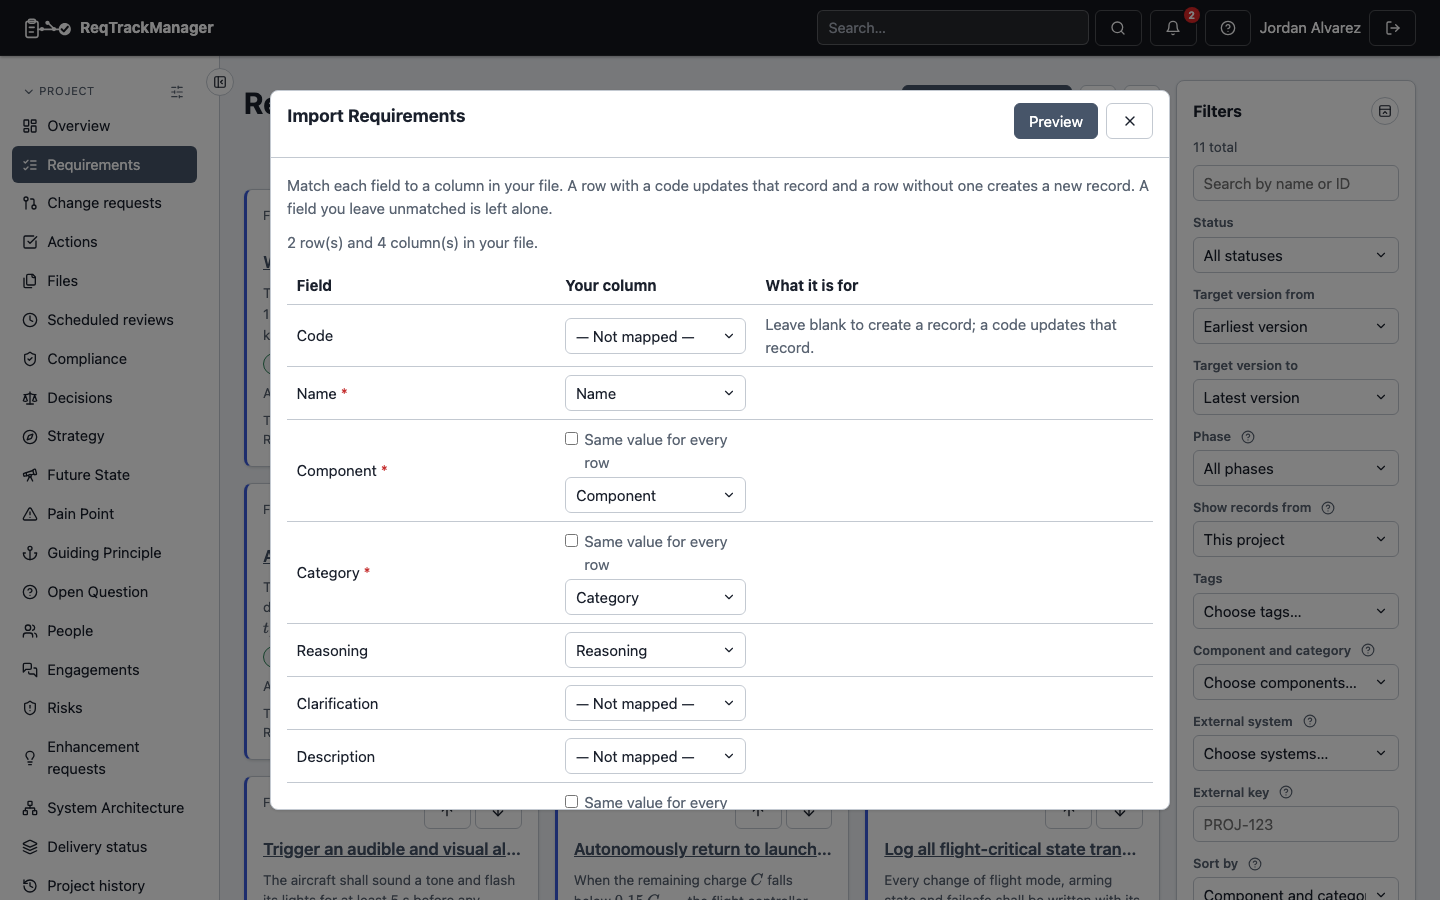 ReqTrackManager
Search...
2
Jordan Alvarez
PROJECT
Overview
Requirements
Change requests
Actions
Files
Scheduled reviews
Compliance
Decisions
Strategy
Future State
Pain Point
Guiding Principle
Open Question
People
Engagements
Risks
Enhancement
requests
System Architecture
Delivery status
Project history
Import Requirements
Preview
Match each field to a column in your file. A row with a code updates that record and a row without one creates a new record. A
field you leave unmatched is left alone.
2 row(s) and 4 column(s) in your file.
Field Your column What it is for
Code — Not mapped — Leave blank to create a record; a code updates that
record.
Name * Name
Same value for every
row
Component * Component
Same value for every
row
Category * Category
Reasoning Reasoning
Clarification — Not mapped —
Description — Not mapped —
Same value for every
Trigger an audible and visual al...
The aircraft shall sound a tone and flash
Autonomously return to launch...
When the remaining charge C falls
Log all flight-critical state tran...
Every change of flight mode, arming
Filters
11 total
Search by name or ID
Status
All statuses
Target version from
Earliest version
Target version to
Latest version
Phase
All phases
Show records from
This project
Tags
Choose tags...
Component and category
Choose components...
External system
Choose systems...
External key
PROJ-123
Sort by
Component and categor